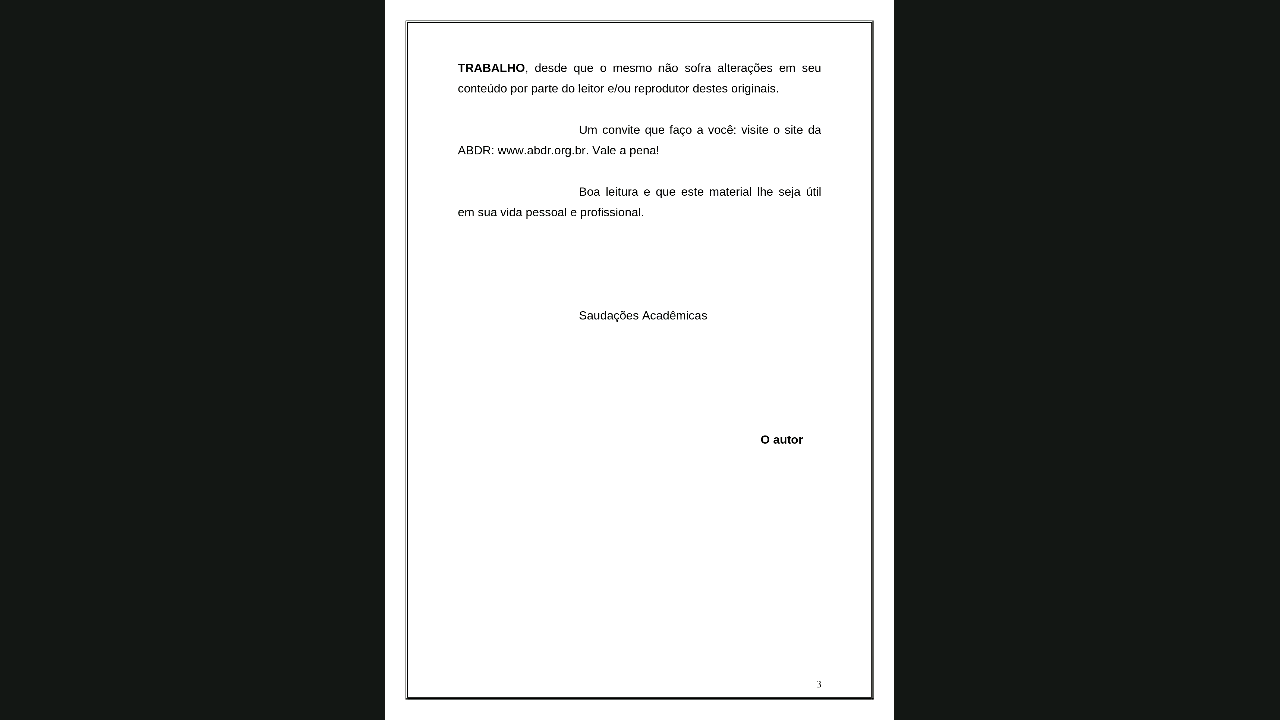 TRABALHO, desde que o mesmo não sofra alterações em seu
conteúdo por parte do leitor e/ou reprodutor destes originais.
Um convite que faço a você: visite o site da
ABDR: www.abdr.org.br. Vale a pena!
Boa leitura e que este material lhe seja útil
em sua vida pessoal e profissional.
Saudações Acadêmicas
O autor
3